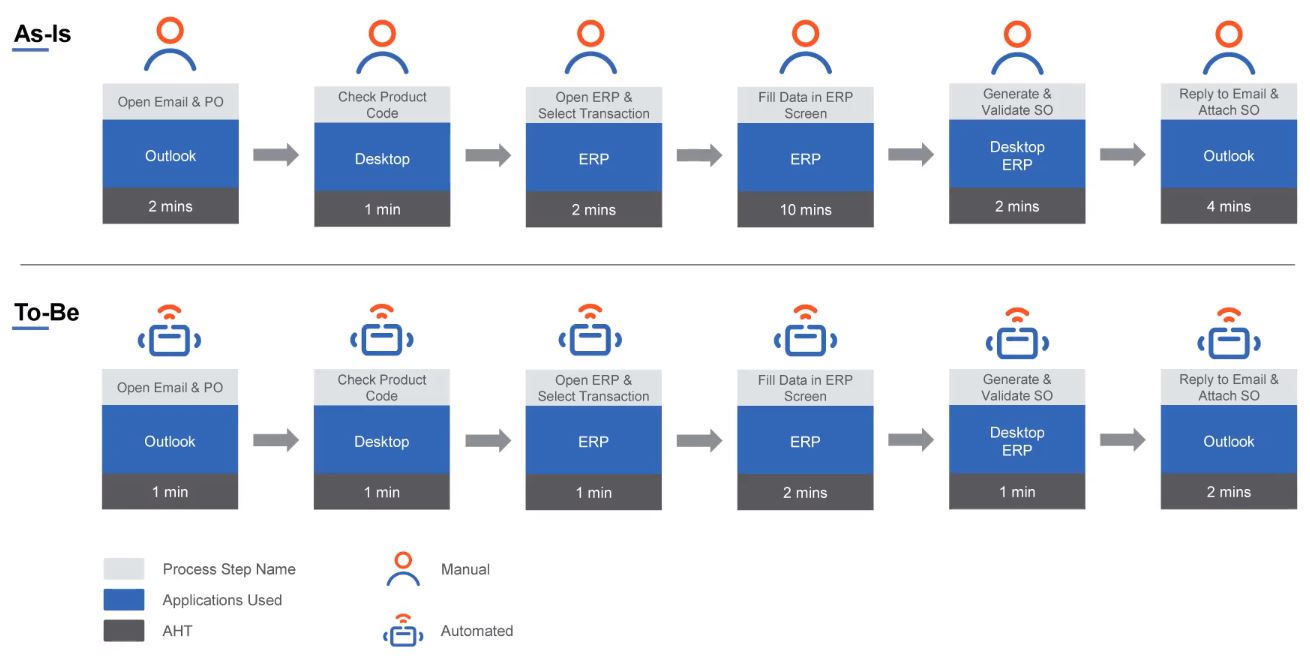 As-Is
Open Email & PO
Outlook
2 mins
Check Product
Code
Desktop
1 min
Open ERP &
Select Transaction
ERP
2 mins
Fill Data in ERP
Screen
ERP
10 mins
Generate &
Validate SO
Desktop
ERP
2 mins
Reply to Email &
Attach SO
Outlook
4 mins
To-Be
Open Email & PO
Outlook
1 min
Check Product
Code
Desktop
1 min
Open ERP &
Select Transaction
ERP
1 min
Fill Data in ERP
Screen
ERP
2 mins
Generate &
Validate SO
Desktop
ERP
1 min
Reply to Email &
Attach SO
Outlook
2 mins
Process Step Name
Applications Used
AHT
Manual
Automated